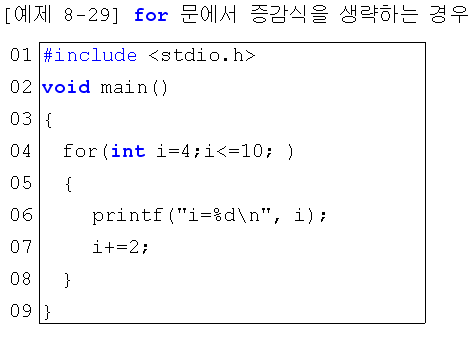 [예제 8-29] for 문에서 증감식을 생략하는 경우
01 #include <stdio.h>
02 void main()
03 {
04 for(int i=4;i<=10; )
05 {
06 printf("i=%d\n", i);
07 i+=2;
08 }
09 }